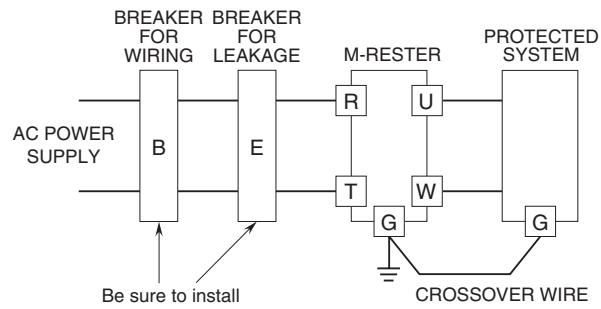 BREAKER
FOR
WIRING
BREAKER
FOR
LEAKAGE
M-RESTER
PROTECTED
SYSTEM
R
U
AC POWER
SUPPLY
B
E
T
W
G
G
Be sure to install
CROSSOVER WIRE